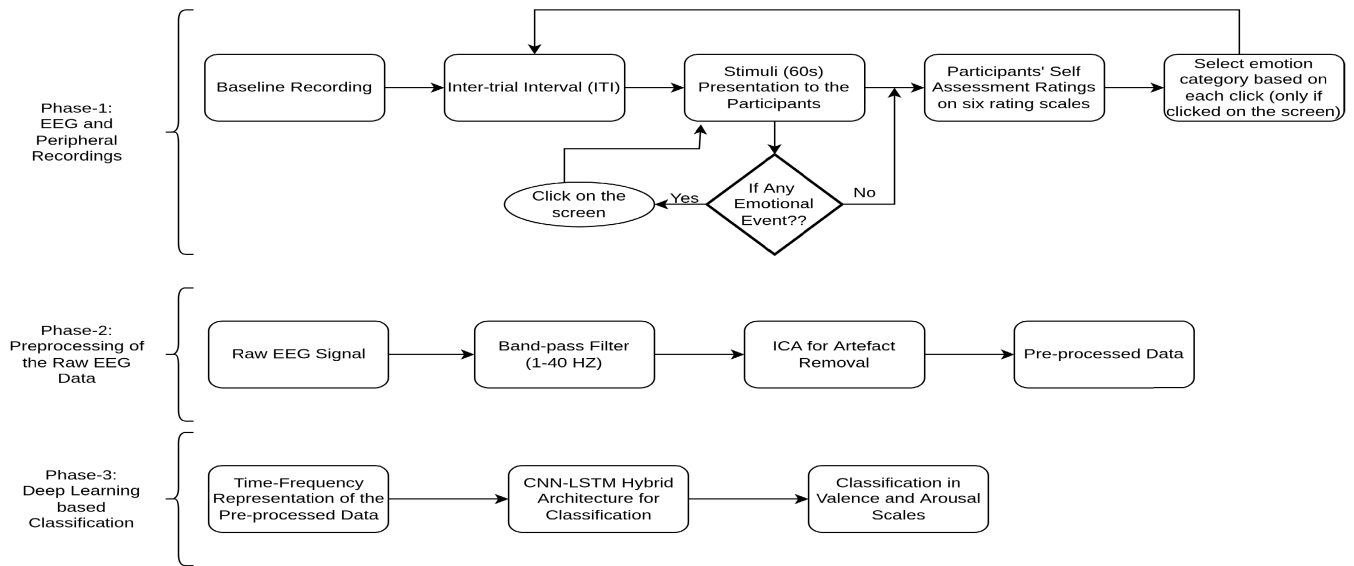 Phase-1:
EEG and
Peripheral
Recordings
Baseline Recording
Inter-trial Interval (ITI)
Stimuli (60s)
Presentation to the
Participants
Participants' Self
Assessment Ratings
on six rating scales
Select emotion
category based on
each click (only if
clicked on the screen)
If Any
Emotional
Event??
Yes
No
Click on the
screen
Phase-2:
Preprocessing of
the Raw EEG
Data
Raw EEG Signal
Band-pass Filter
(1-40 HZ)
ICA for Artefact
Removal
Pre-processed Data
Phase-3:
Deep Learning
based
Classification
Time-Frequency
Representation of the
Pre-processed Data
CNN-LSTM Hybrid
Architecture for
Classification
Classification in
Valence and Arousal
Scales